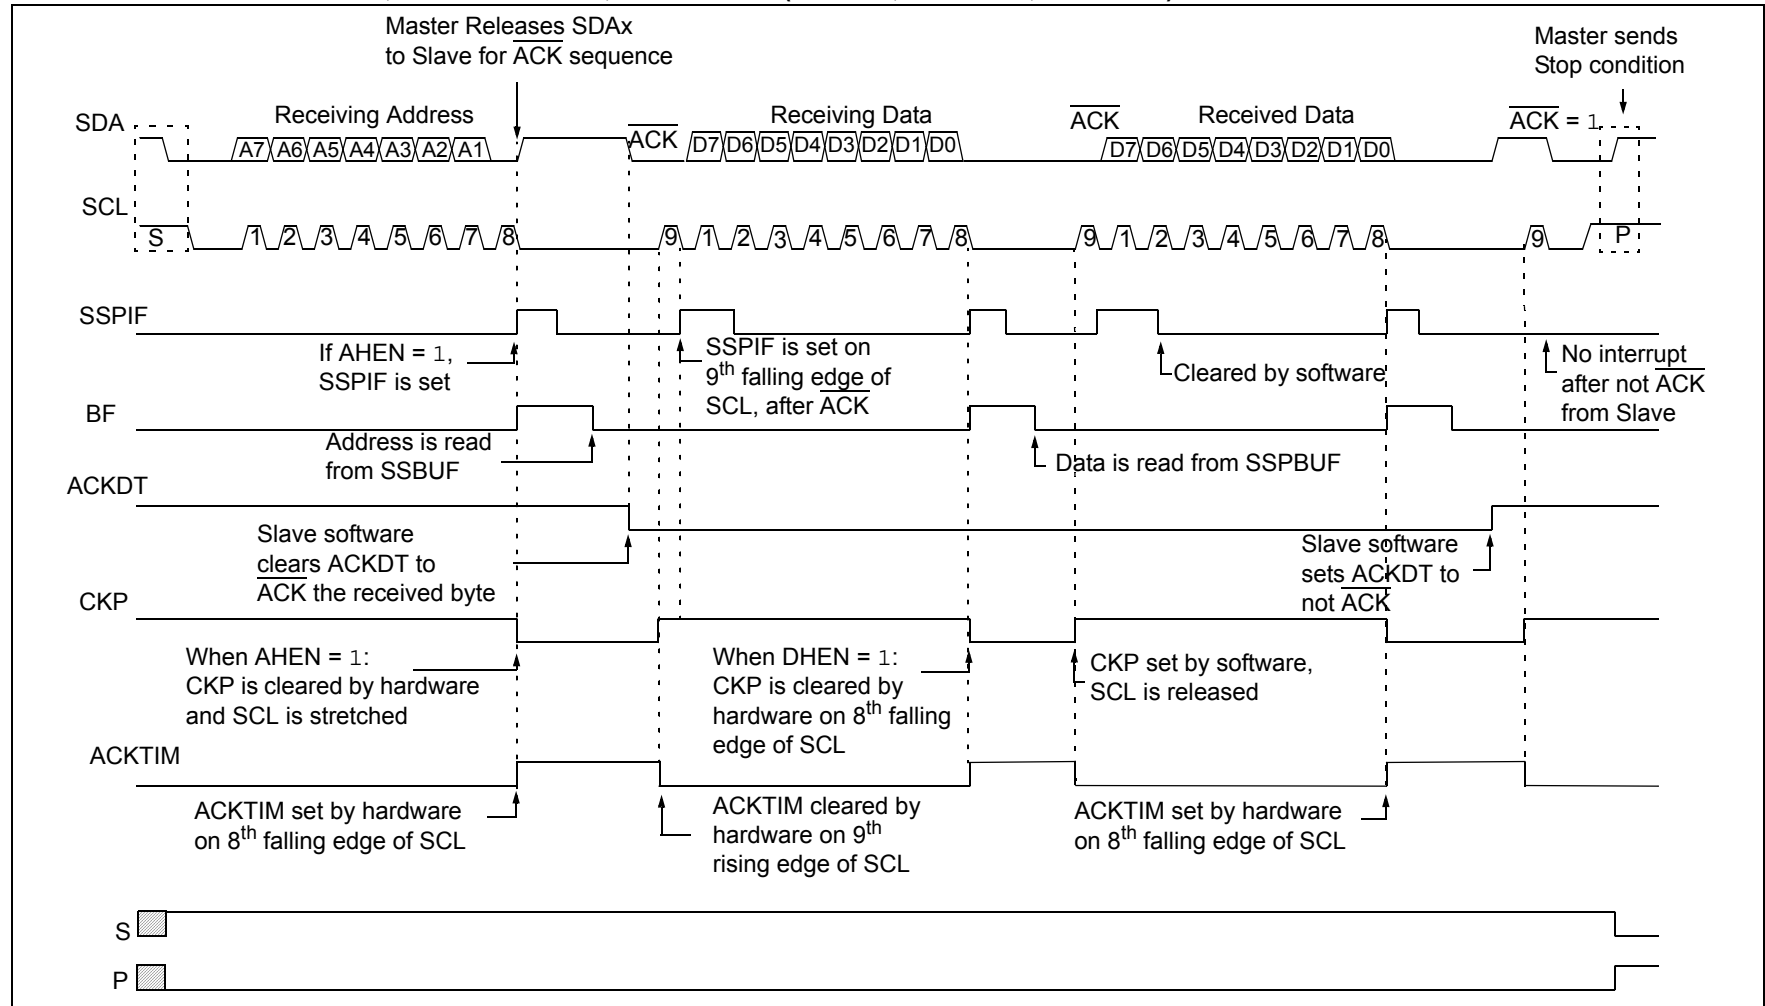 Master Releases SDAx
to Slave for ACK sequence
Master sends
Stop condition
SDA
Receiving Address
ACK
Receiving Data
ACK
Received Data
ACK = 1
A7 A6 A5 A4 A3 A2 A1
D7 D6 D5 D4 D3 D2 D1 D0
D7 D6 D5 D4 D3 D2 D1 D0
SCL
S
1 2 3 4 5 6 7 8
9 1 2 3 4 5 6 7 8
9 1 2 3 4 5 6 7 8
9
P
SSPIF
If AHEN = 1,
SSPIF is set
SSPIF is set on
9th falling edge of
SCL, after ACK
Cleared by software
No interrupt
after not ACK
from Slave
BF
Address is read
from SSBUF
Data is read from SSPBUF
ACKDT
Slave software
clears ACKDT to
ACK the received byte
Slave software
sets ACKDT to
not ACK
CKP
When AHEN = 1:
CKP is cleared by hardware
and SCL is stretched
When DHEN = 1:
CKP is cleared by
hardware on 8th falling
edge of SCL
CKP set by software,
SCL is released
ACKTIM
ACKTIM set by hardware
on 8th falling edge of SCL
ACKTIM cleared by
hardware on 9th
rising edge of SCL
ACKTIM set by hardware
on 8th falling edge of SCL
S
P